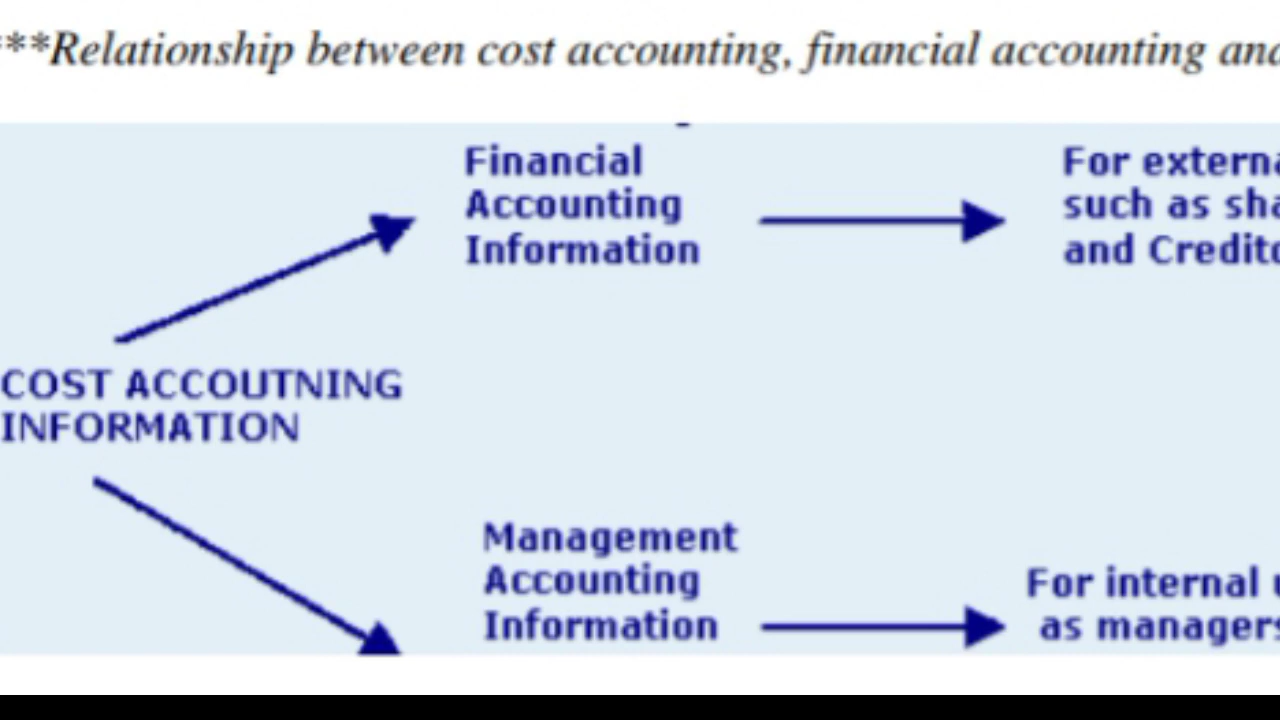 ***Relationship between cost accounting, financial accounting and
Financial
Accounting
Information
For externa
such as sha
and Credito
COST ACCOUTNING
INFORMATION
Management
Accounting
Information
For internal u
as managers